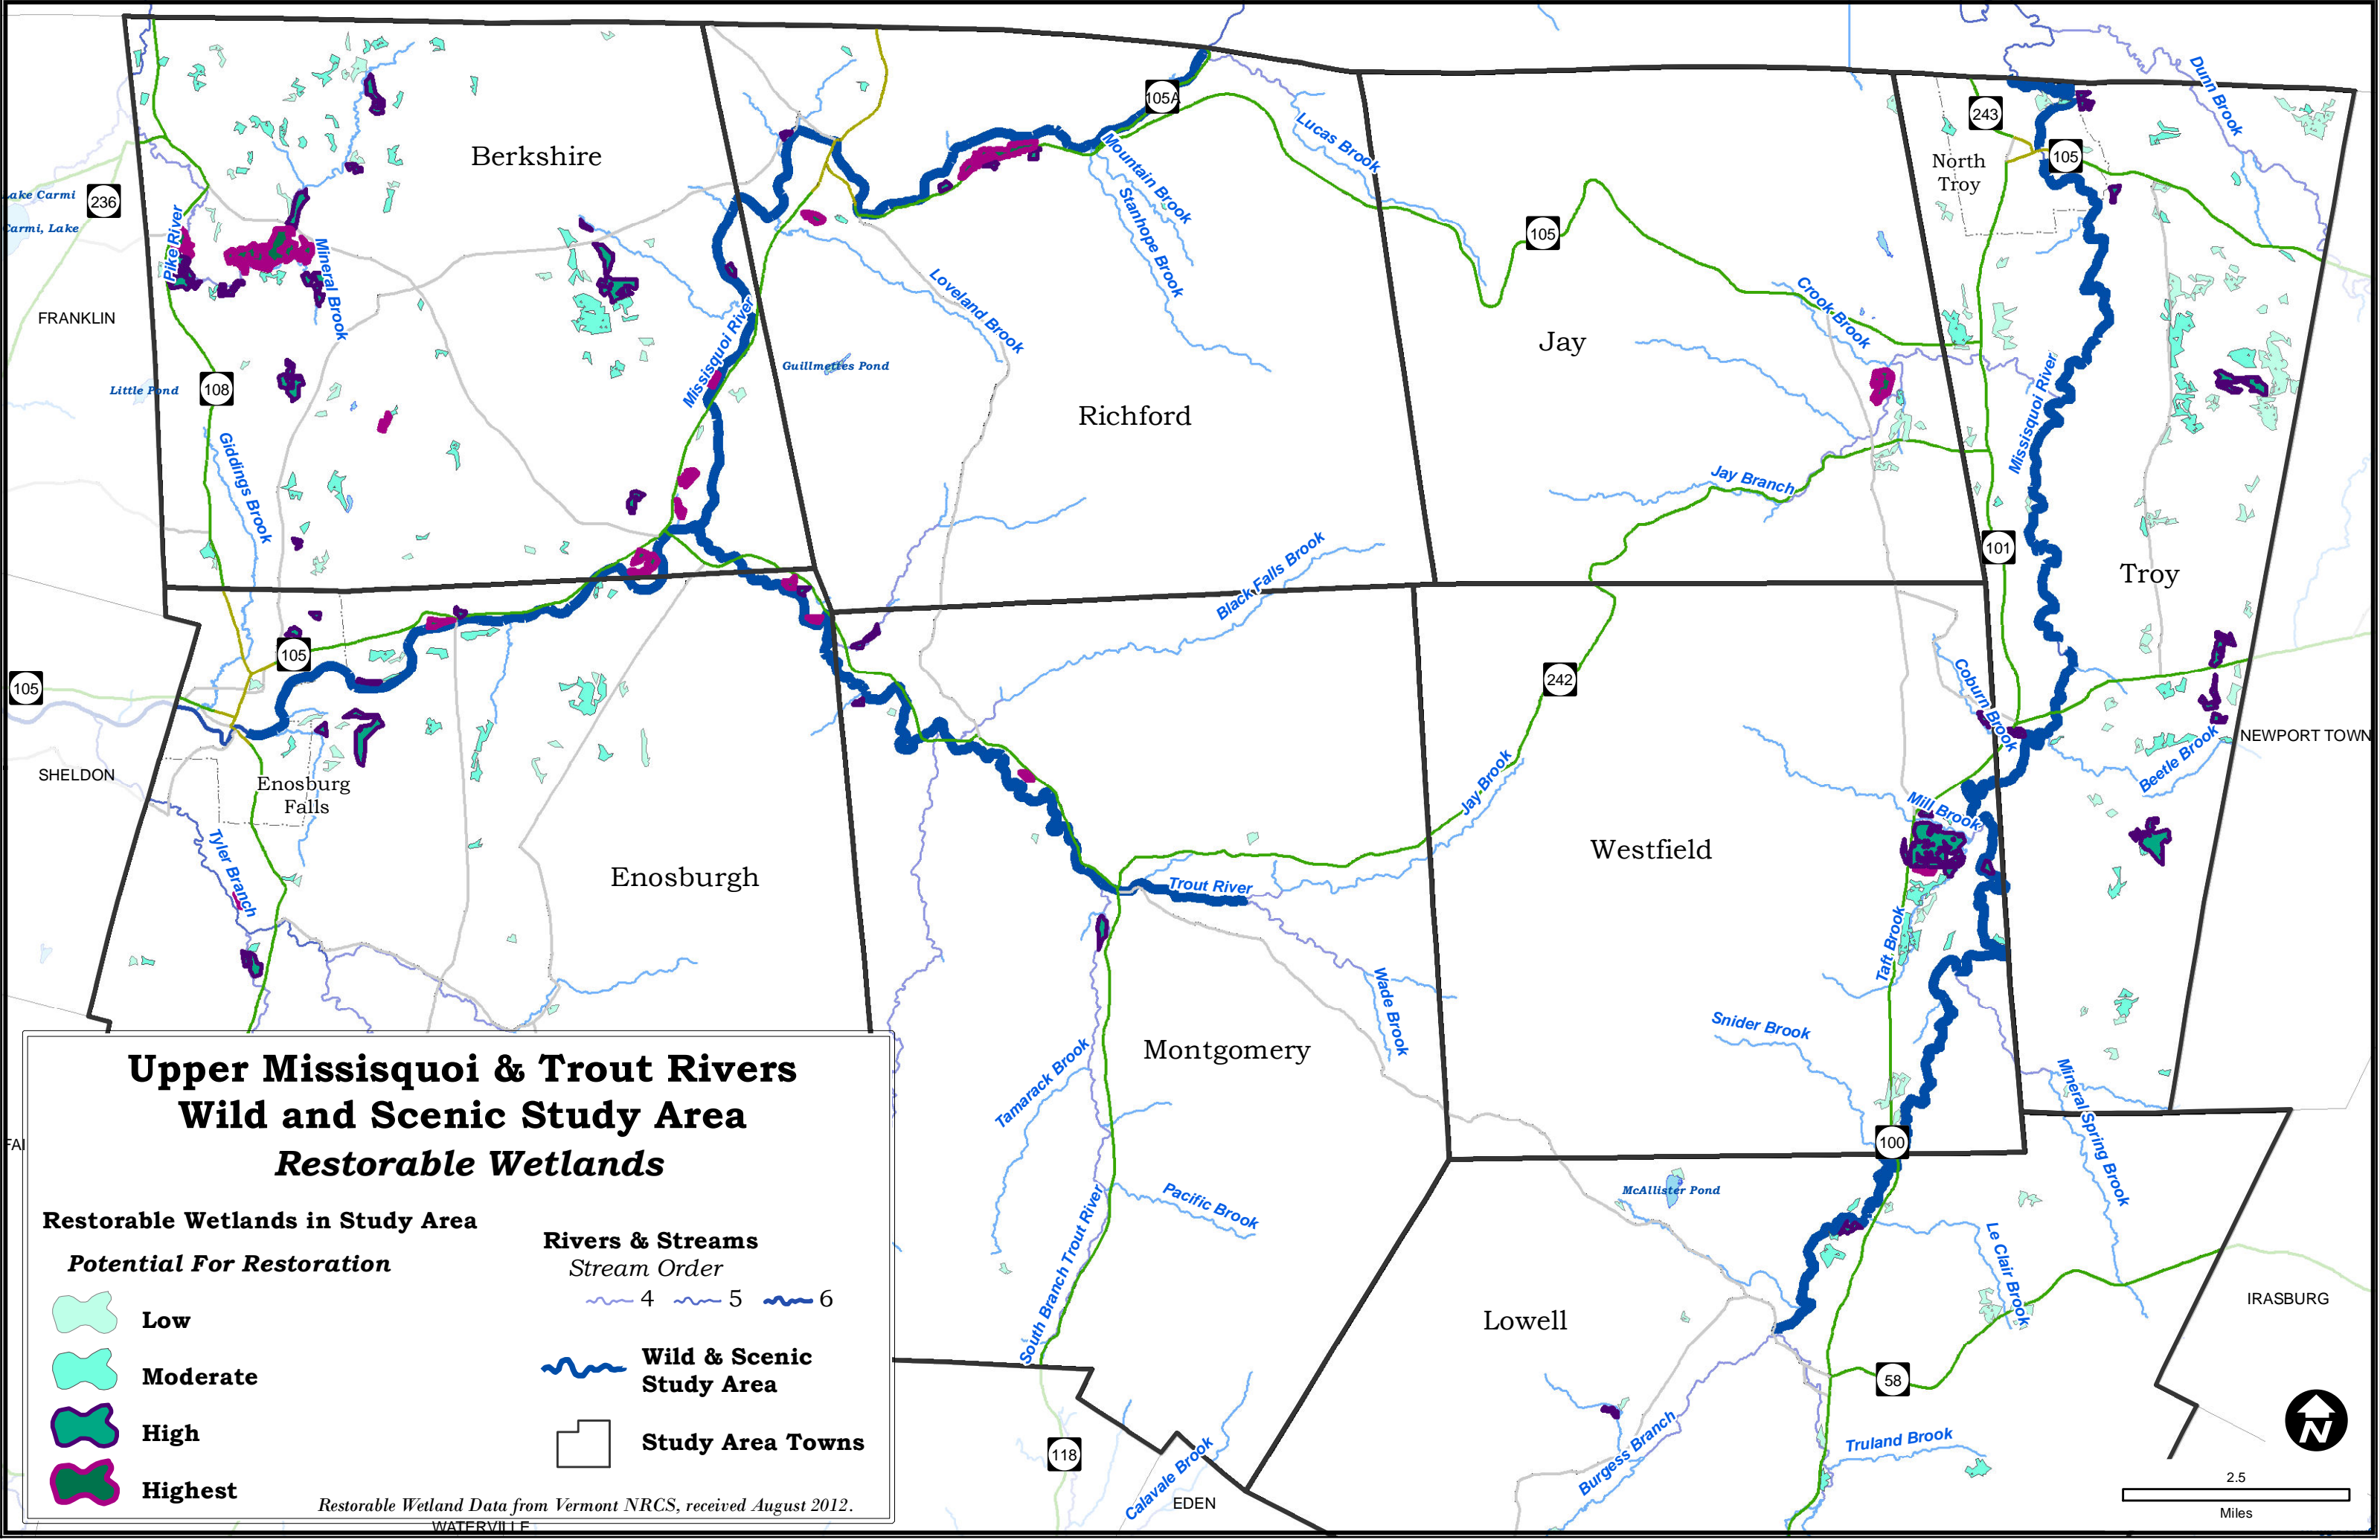 105A
243
Dunn Brook
Lucas Brook
Mountain Brook
Berkshire
105
North
Troy
Stanhope Brook
Lake Carmi
236
Carmi, Lake
Pike River
Mineral Brook
105
Loveland Brook
Crook Brook
FRANKLIN
Missisquoi River
Jay
Guillmettes Pond
Little Pond
108
Missisquoi River
Richford
Giddings Brook
Jay Branch
101
Black Falls Brook
Troy
105
105
242
Coburn Brook
NEWPORT TOWN
Beetle Brook
SHELDON
Enosburg
Falls
Jay Brook
Mill Brook
Westfield
Tyler Branch
Enosburgh
Trout River
Taft Brook
Wade Brook
Snider Brook
Montgomery
Tamarack Brook
Mineral Spring Brook
100
FAI
Pacific Brook
McAllister Pond
South Branch Trout River
Le Clair Brook
IRASBURG
Lowell
58
118
Burgess Branch
Truland Brook
Calavale Brook
EDEN
N
2.5
Miles
Upper Missisquoi & Trout Rivers
Wild and Scenic Study Area
Restorable Wetlands
Restorable Wetlands in Study Area
Potential For Restoration
Low
Moderate
High
Highest
Rivers & Streams
Stream Order
4 5 6
Wild & Scenic
Study Area
Study Area Towns
Restorable Wetland Data from Vermont NRCS, received August 2012.
WATERVILLE